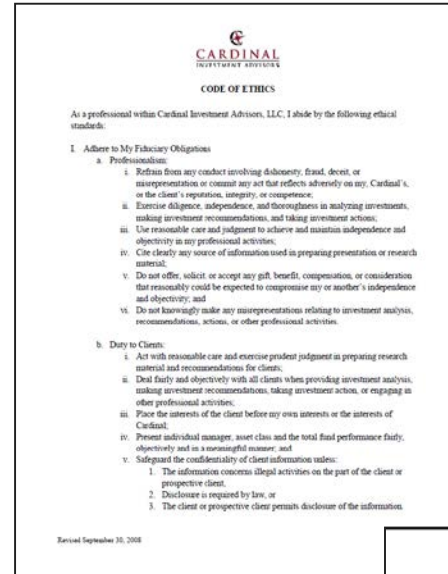 CARDINAL
INVESTMENT ADVISORS
CODE OF ETHICS
As a professional within Cardinal Investment Advisors, LLC, I abide by the following ethical
standards:
I. Adhere to My Fiduciary Obligations
a. Professionalism:
i. Refrain from any conduct involving dishonesty, fraud, deceit, or
misrepresentation or commit any act that reflects adversely on my, Cardinal's,
or the client's reputation, integrity, or competence;
ii. Exercise diligence, independence, and thoroughness in analyzing investments,
making investment recommendations, and taking investment actions;
iii. Use reasonable care and judgment to achieve and maintain independence and
objectivity in my professional activities;
iv. Cite clearly any source of information used in preparing presentation or research
material;
v. Do not offer, solicit, or accept any gift, benefit, compensation, or consideration
that reasonably could be expected to compromise my or another's independence
and objectivity; and
vi. Do not knowingly make any misrepresentations relating to investment analysis,
recommendations, actions, or other professional activities.
b. Duty to Clients:
i. Act with reasonable care and exercise prudent judgment in preparing research
material and recommendations for clients;
ii. Deal fairly and objectively with all clients when providing investment analysis,
making investment recommendations, taking investment action, or engaging in
other professional activities;
iii. Place the interests of the client before my own interests or the interests of
Cardinal;
iv. Present individual manager, asset class and the total fund performance fairly,
objectively and in a meaningful manner; and
v. Safeguard the confidentiality of client information unless:
1. The information concerns illegal activities on the part of the client or
prospective client,
2. Disclosure is required by law, or
3. The client or prospective client permits disclosure of the information.
Revised September 30, 2008